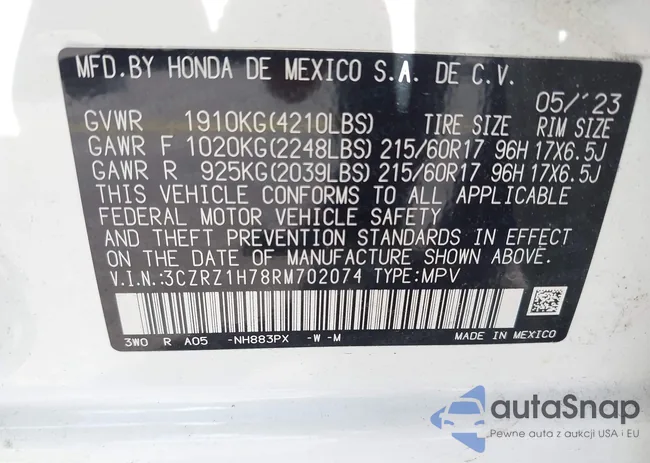 MFD.BY HONDA DE MEXICO S.A. DE C.V.
05/'23
GVWR 1910KG(4210LBS) TIRE SIZE RIM SIZE
GAWR F 1020KG(2248LBS) 215/60R17 96H 17X6.5J
GAWR R 925KG(2039LBS) 215/60R17 96H 17X6.5J
THIS VEHICLE CONFORMS TO ALL APPLICABLE
FEDERAL MOTOR VEHICLE SAFETY
AND THEFT PREVENTION STANDARDS IN EFFECT
ON THE DATE OF MANUFACTURE SHOWN ABOVE.
V.I.N.:3CZRZ1H78RM702074 TYPE:MPV
3W0 R A05 -NH883PX -W -M MADE IN MEXICO
autaSnap
Pewne auta z aukcji USA i EU